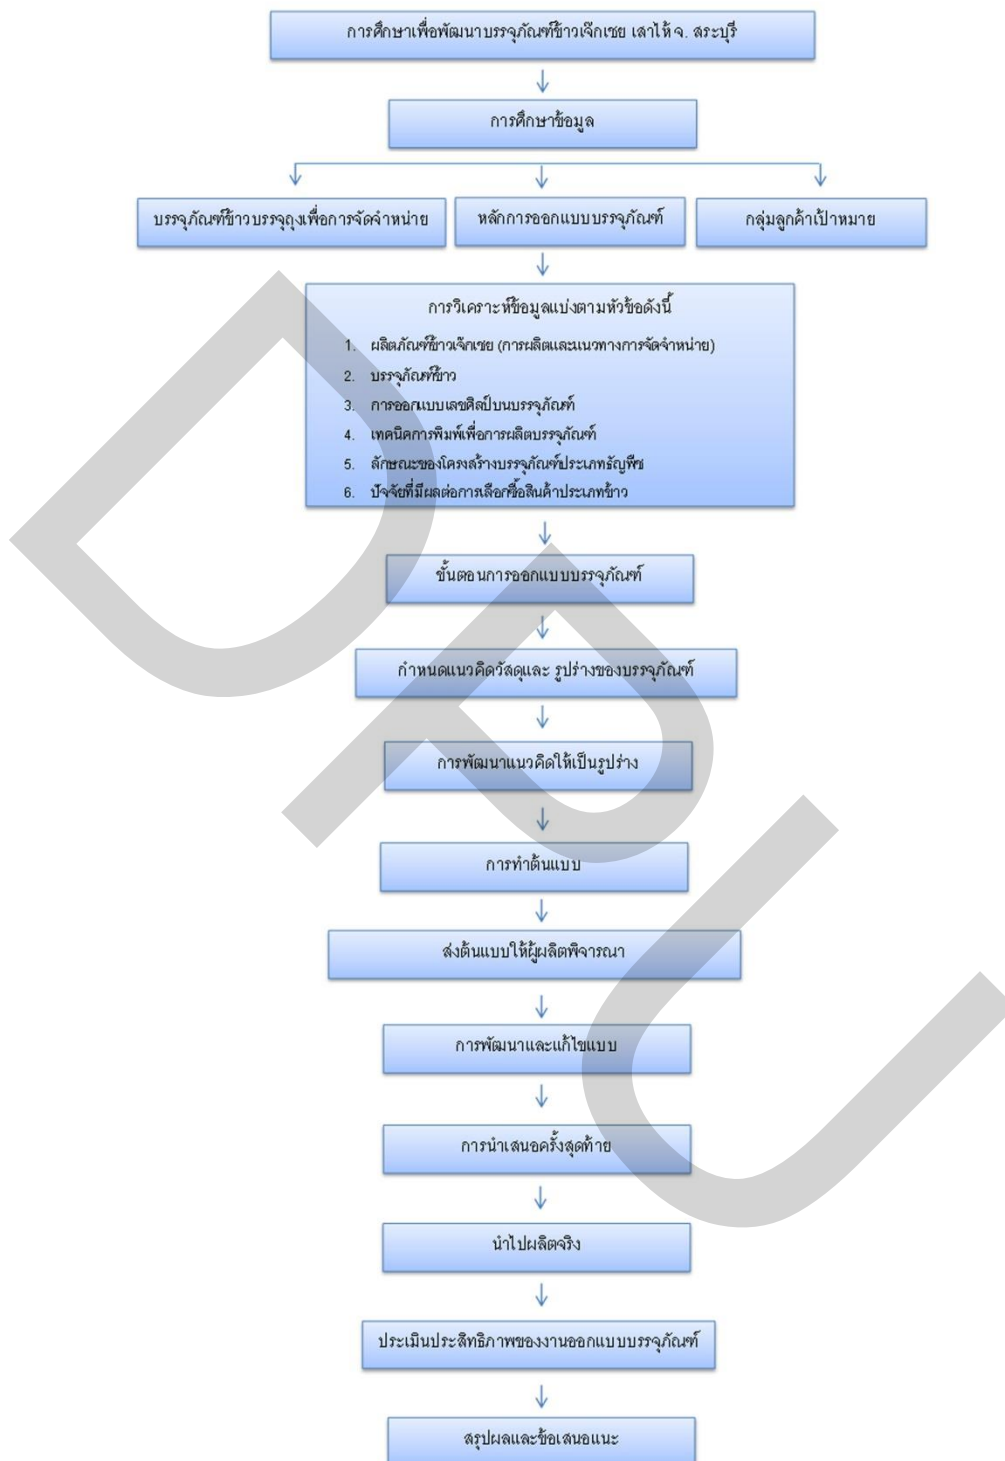 การศึกษาเพื่อพัฒนาบรรจุภัณฑ์ข้าวเจ๊กเชย เสาไห้ จ. สระบุรี
การศึกษาข้อมูล
บรรจุภัณฑ์ข้าวบรรจุถุงเพื่อการจัดจำหน่าย
หลักการออกแบบบรรจุภัณฑ์
กลุ่มลูกค้าเป้าหมาย
การวิเคราะห์ข้อมูลแบ่งตามหัวข้อดังนี้
1. ผลิตภัณฑ์ข้าวเจ๊กเชย (การผลิตและแนวทางการจัดจำหน่าย)
2. บรรจุภัณฑ์ข้าว
3. การออกแบบเลขศิลป์บนบรรจุภัณฑ์
4. เทคนิคการพิมพ์เพื่อการผลิตบรรจุภัณฑ์
5. ลักษณะของโครงสร้างบรรจุภัณฑ์ประเภทธัญพืช
6. ปัจจัยที่มีผลต่อการเลือกซื้อสินค้าประเภทข้าว
ขั้นตอนการออกแบบบรรจุภัณฑ์
กำหนดแนวคิดวัสดุและ รูปร่างของบรรจุภัณฑ์
การพัฒนาแนวคิดให้เป็นรูปร่าง
การทำต้นแบบ
ส่งต้นแบบให้ผู้ผลิตพิจารณา
การพัฒนาและแก้ไขแบบ
การนำเสนอครั้งสุดท้าย
นำไปผลิตจริง
ประเมินประสิทธิภาพของงานออกแบบบรรจุภัณฑ์
สรุปผลและข้อเสนอแนะ
DPU